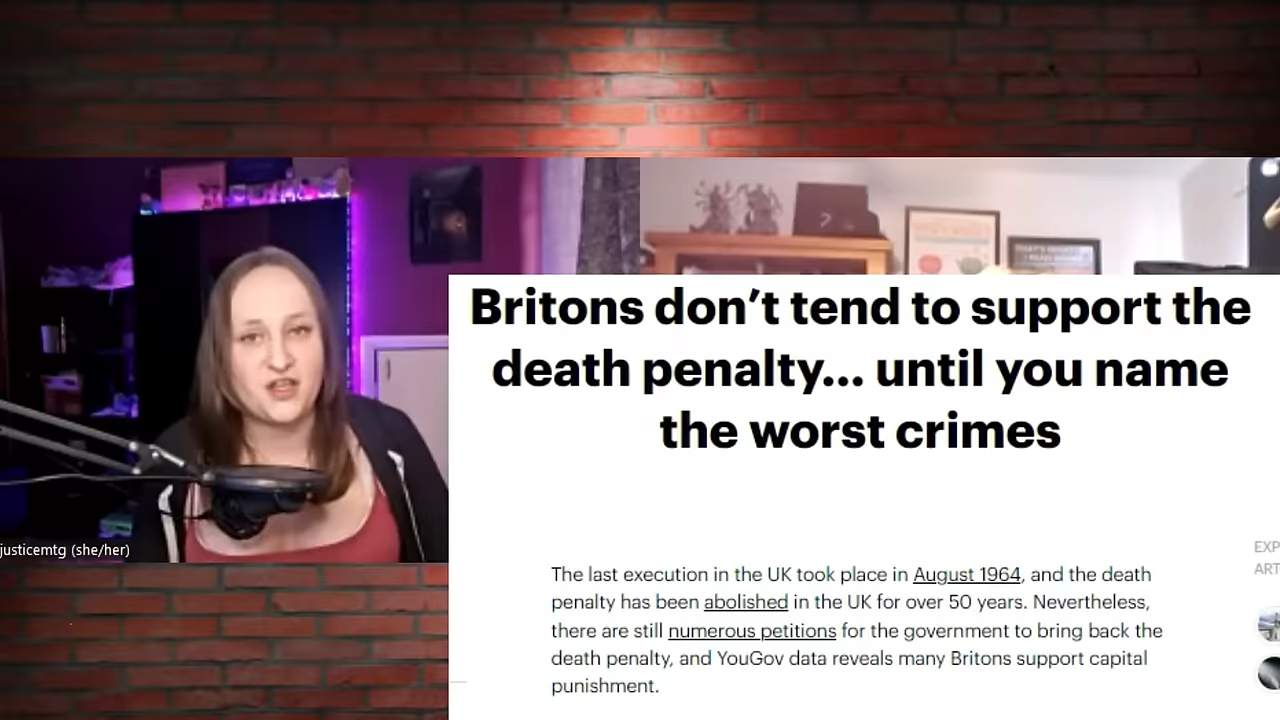 Britons don’t tend to support the
death penalty... until you name
the worst crimes
justicemtg (she/her)
EXP
ART
The last execution in the UK took place in August 1964, and the death
penalty has been abolished in the UK for over 50 years. Nevertheless,
there are still numerous petitions for the government to bring back the
death penalty, and YouGov data reveals many Britons support capital
punishment.